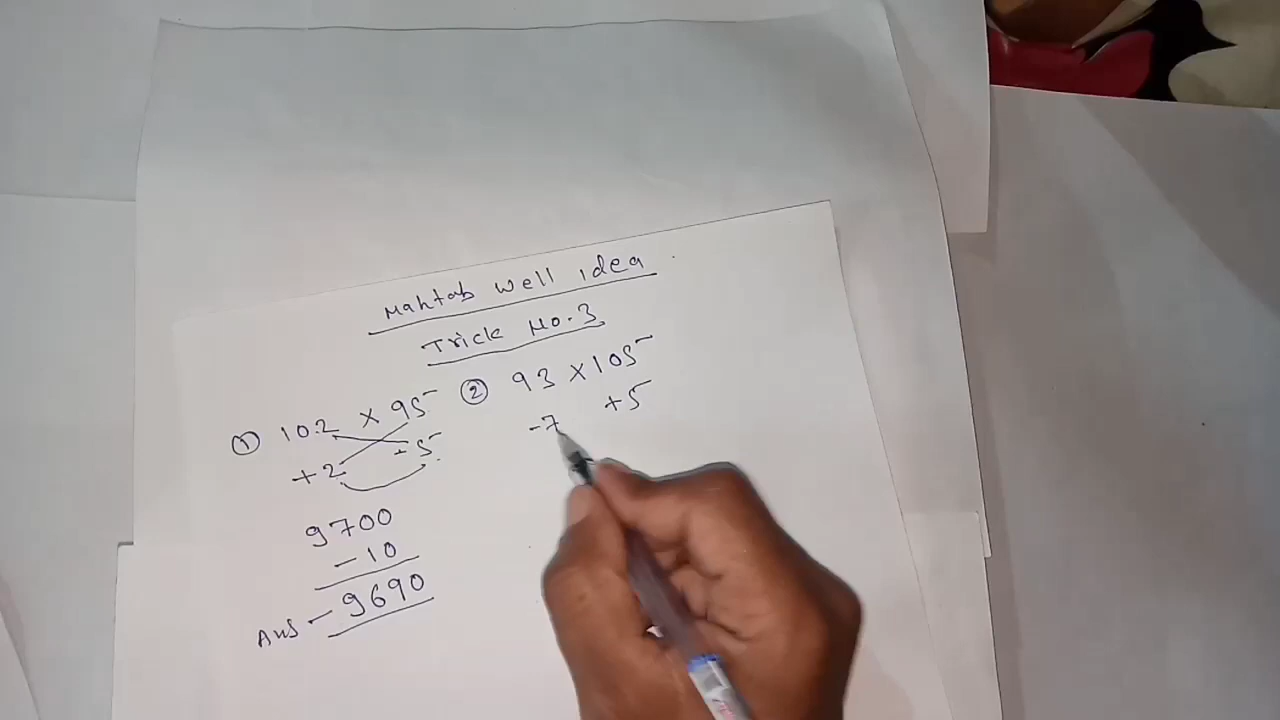 Mahtab Well idea
Trick No.3
① 102 × 95
+2 -5
9700
-10
Ans - 9690
② 93 × 105
-7 +5